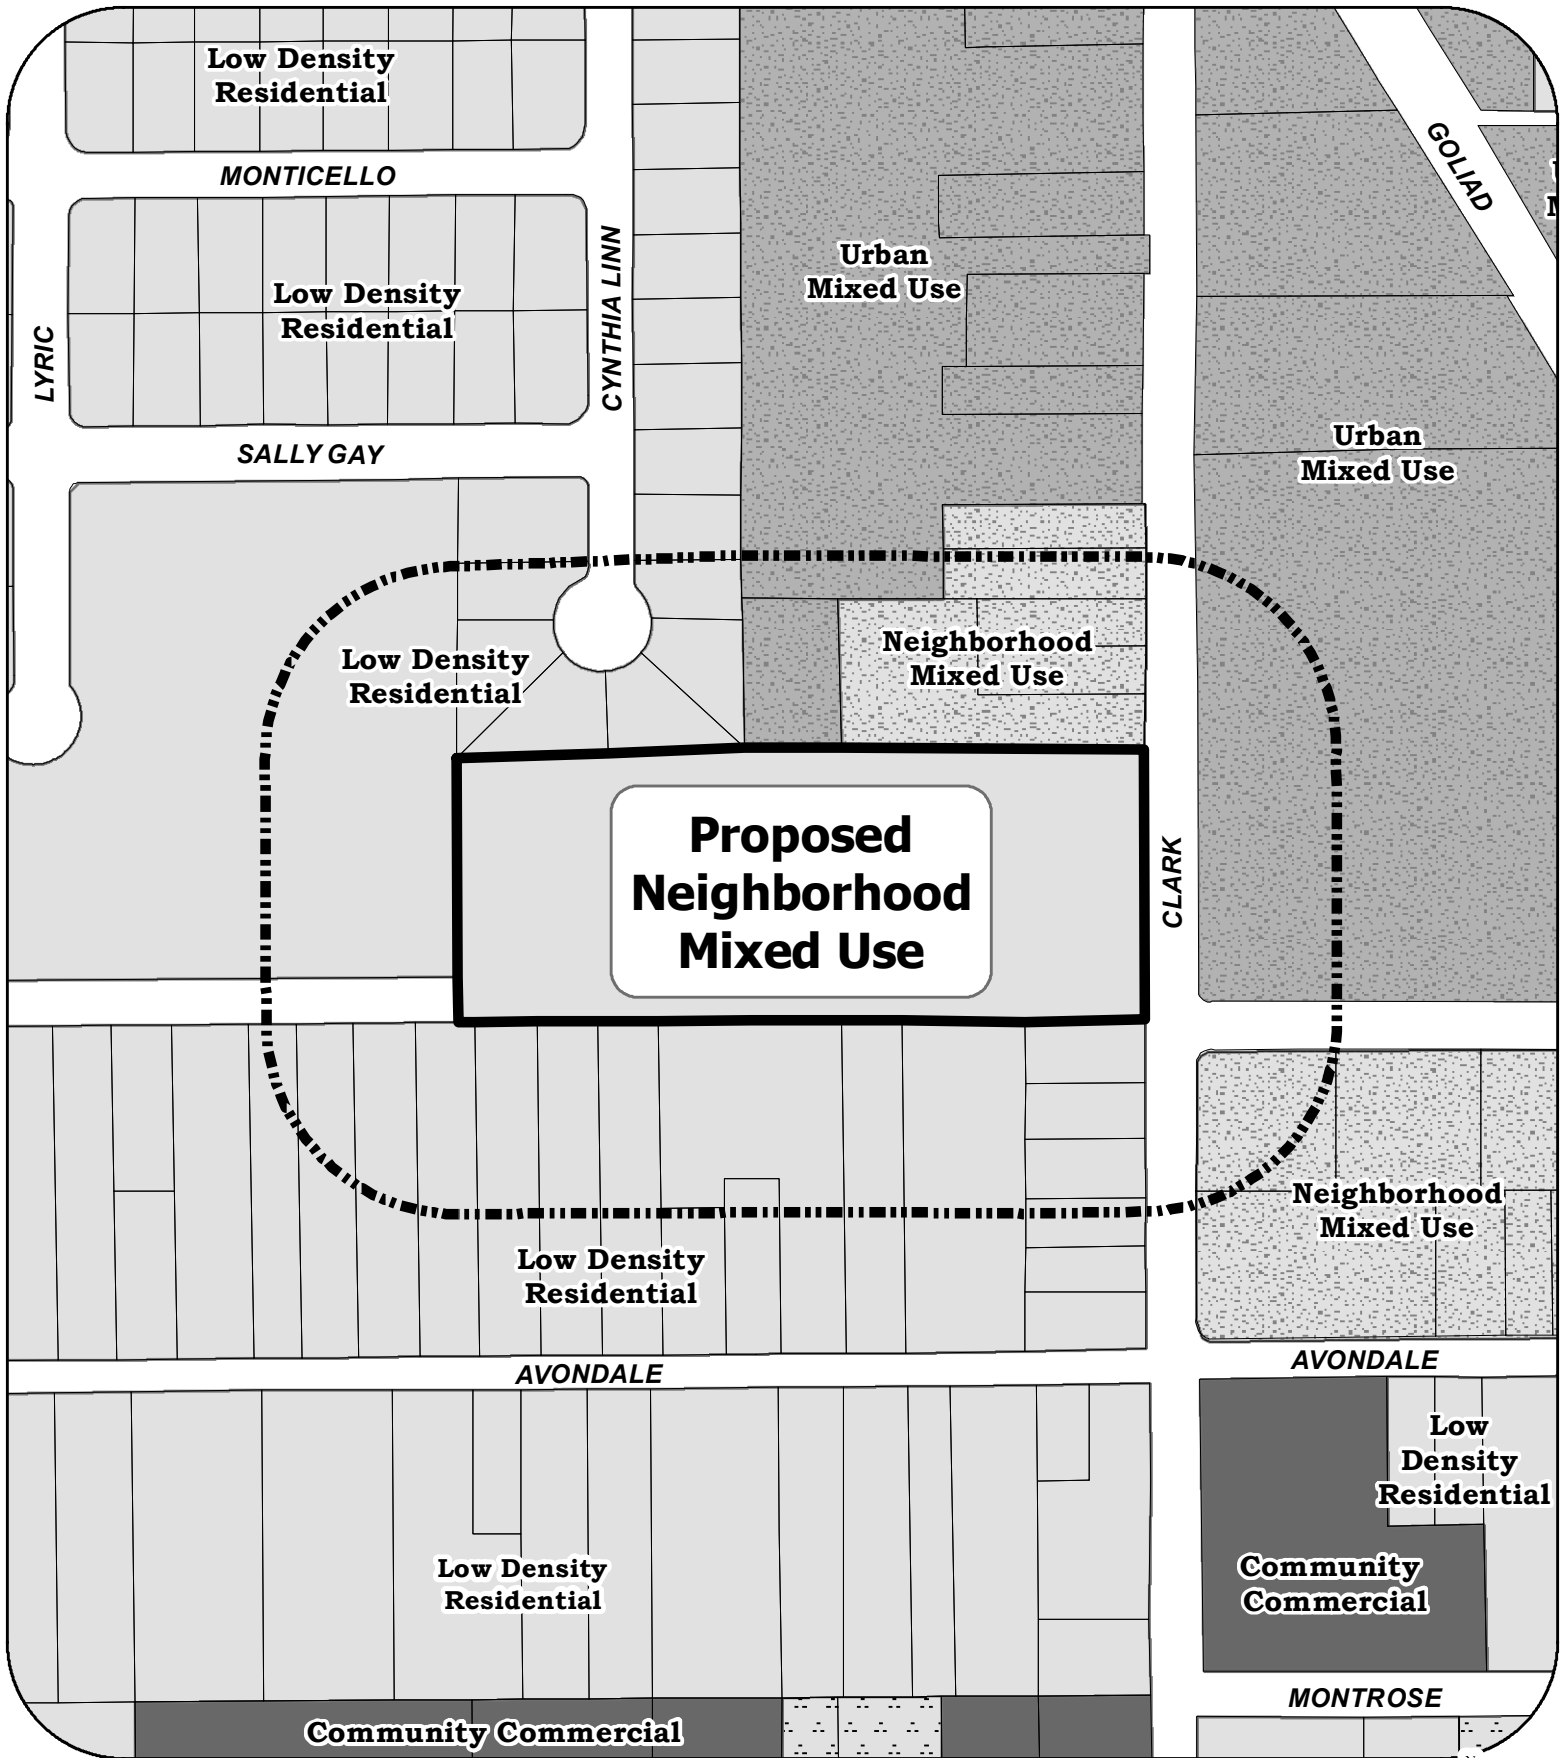 Low Density
Residential
MONTICELLO
GOLIAD
CYNTHIA LINN
Urban
Mixed Use
Low Density
Residential
LYRIC
SALLY GAY
Urban
Mixed Use
Neighborhood
Mixed Use
Low Density
Residential
Proposed
Neighborhood
Mixed Use
CLARK
Neighborhood
Mixed Use
Low Density
Residential
AVONDALE
AVONDALE
Low
Density
Residential
Low Density
Residential
Community
Commercial
MONTROSE
Community Commercial